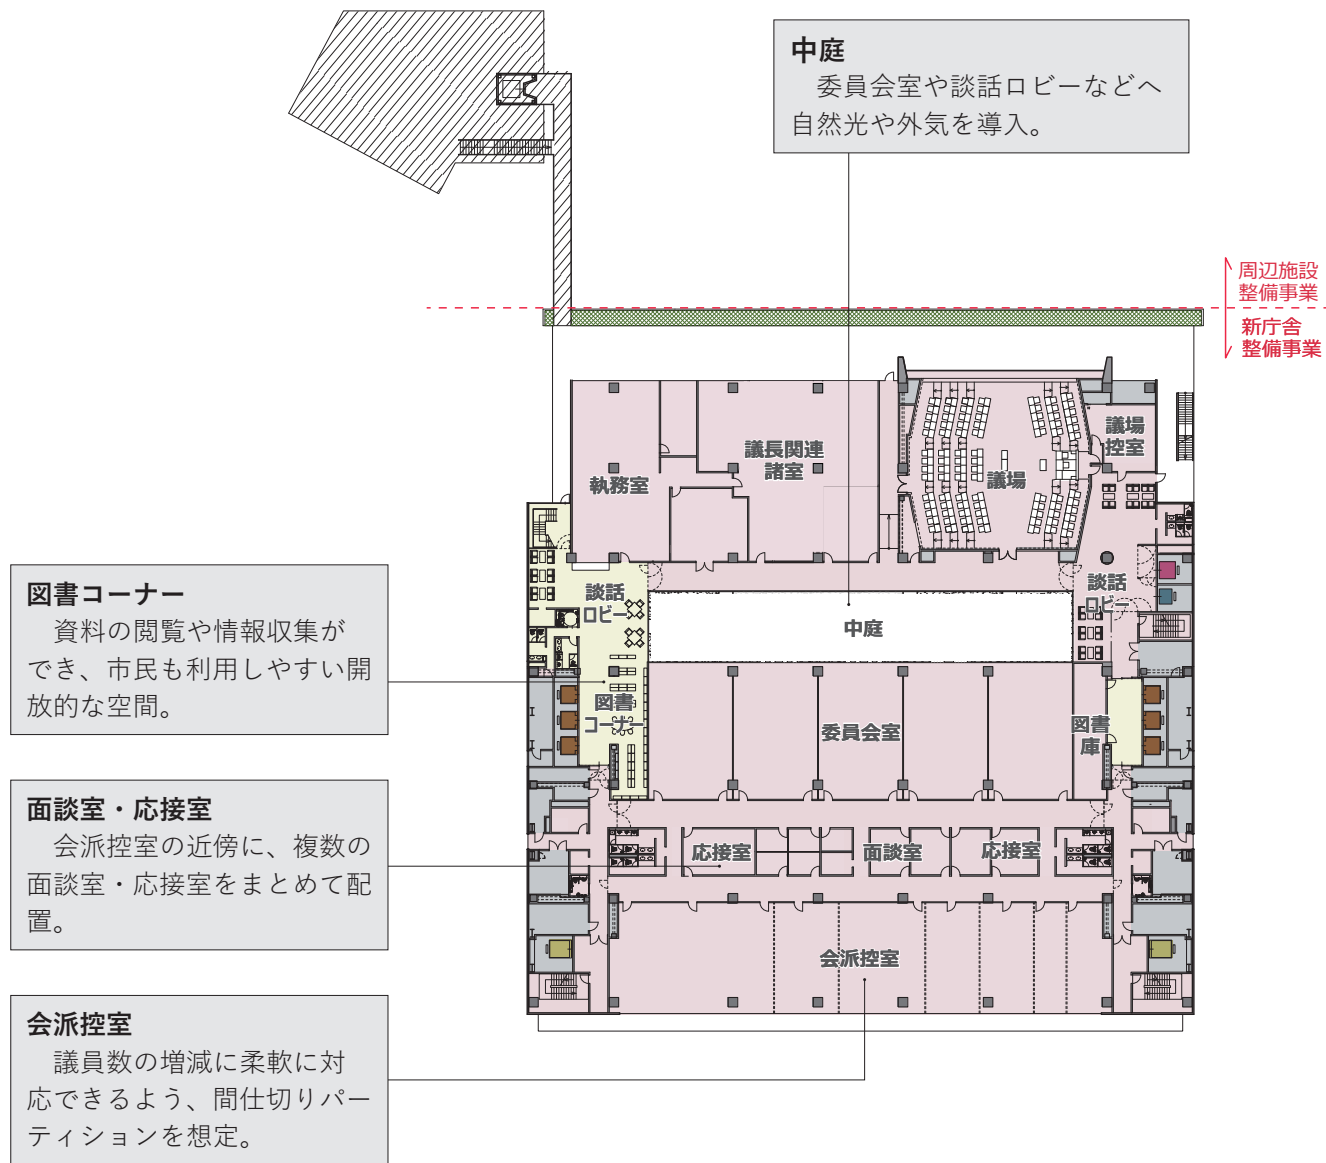 中庭
委員会室や談話ロビーなどへ
自然光や外気を導入。
周辺施設
整備事業
新庁舎
整備事業
議場
控室
議長関連
諸室
執務室
議場
図書コーナー
資料の閲覧や情報収集が
でき、市民も利用しやすい開
放的な空間。
談話
ロビー
談話
ロビー
中庭
図書
コーナー
委員会室
図書
庫
面談室・応接室
会派控室の近傍に、複数の
面談室・応接室をまとめて配
置。
応接室
面談室
応接室
会派控室
会派控室
議員数の増減に柔軟に対
応できるよう、間仕切りパー
ティションを想定。